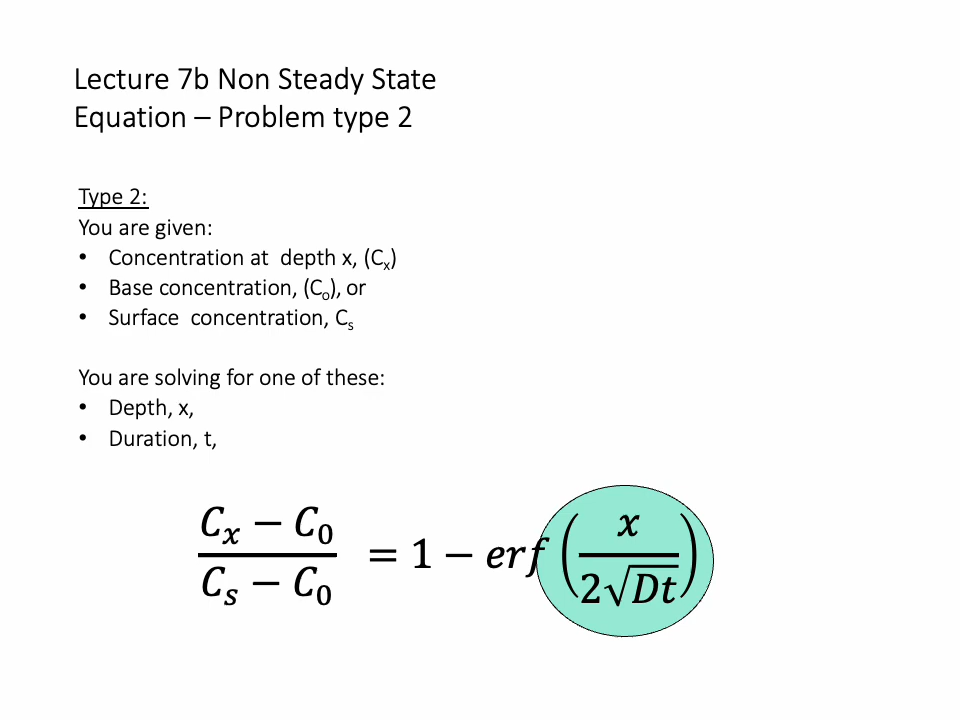 Lecture 7b Non Steady State
Equation – Problem type 2
Type 2:
You are given:
• Concentration at depth x, (Cx)
• Base concentration, (Co), or
• Surface concentration, Cs
You are solving for one of these:
• Depth, x,
• Duration, t,
(Cx − C0)/(Cs − C0) = 1 − erf (x/(2√Dt))